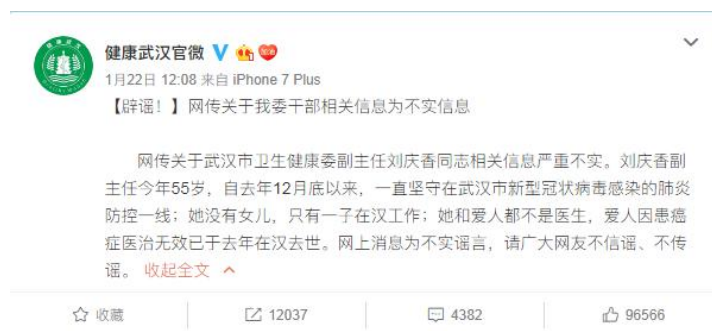 健康武汉官微
1月22日 12:08 来自 iPhone 7 Plus
【辟谣！】网传关于我委干部相关信息为不实信息
网传关于武汉市卫生健康委副主任刘庆香同志相关信息严重不实。刘庆香副
主任今年55岁，自去年12月底以来，一直坚守在武汉市新型冠状病毒感染的肺炎
防控一线；她没有女儿，只有一子在汉工作；她和爱人都不是医生，爱人因患癌
症医治无效已于去年在汉去世。网上消息为不实谣言，请广大网友不信谣、不传
谣。 收起全文
收藏 12037 4382 96566